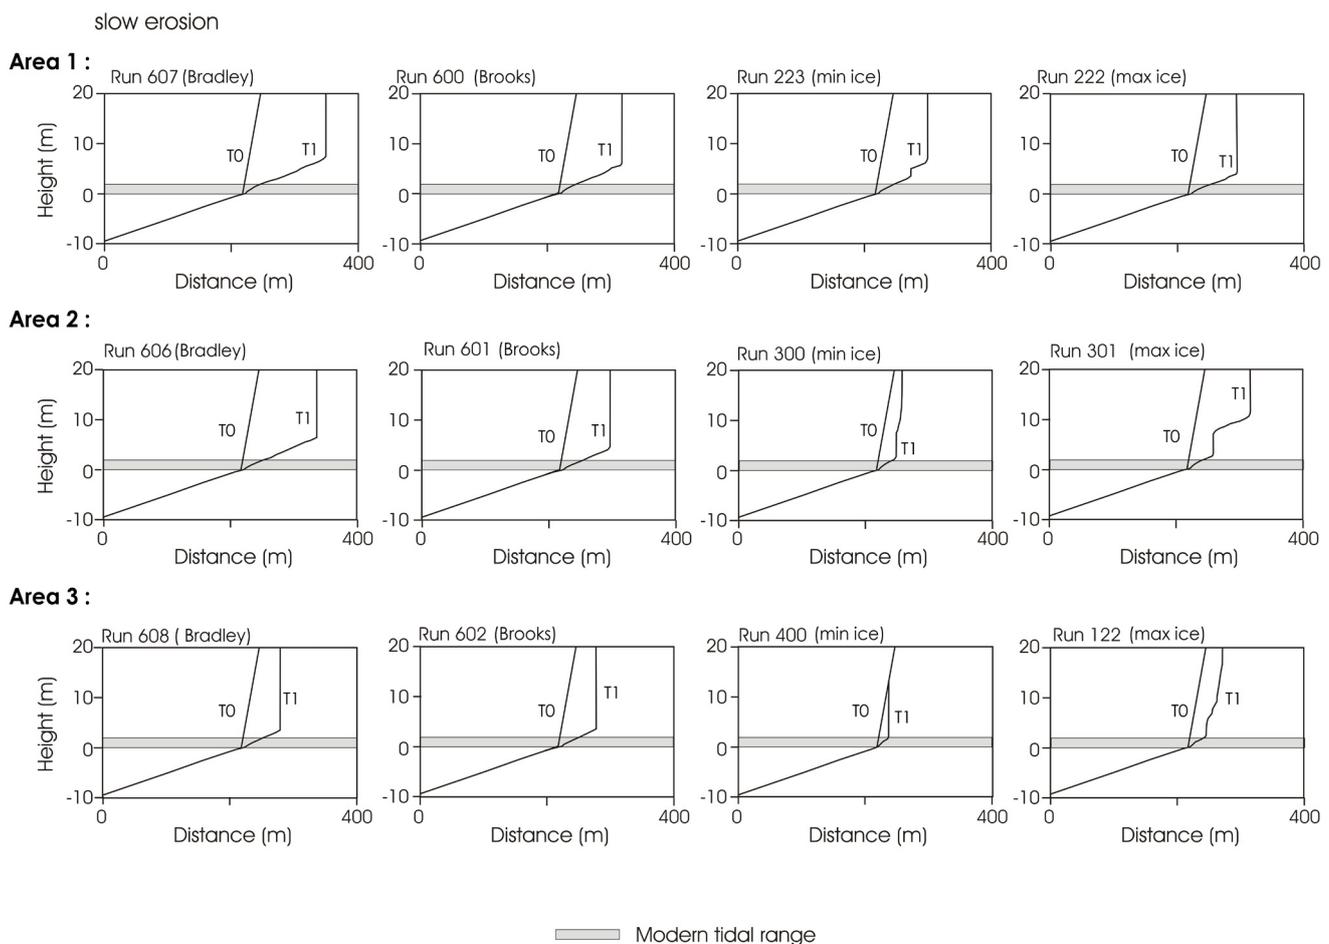 slow erosion
Area 1 :
Run 607 (Bradley)
Run 600 (Brooks)
Run 223 (min ice)
Run 222 (max ice)
Height (m)
20
10
0
-10
T0
T1
0
400
Distance (m)
20
10
0
-10
T0
T1
0
400
Distance (m)
20
10
0
-10
T0
T1
0
400
Distance (m)
20
10
0
-10
T0
T1
0
400
Distance (m)
Area 2 :
Run 606 (Bradley)
Run 601 (Brooks)
Run 300 (min ice)
Run 301 (max ice)
Height (m)
20
10
0
-10
T0
T1
0
400
Distance (m)
20
10
0
-10
T0
T1
0
400
Distance (m)
20
10
0
-10
T0
T1
0
400
Distance (m)
20
10
0
-10
T0
T1
0
400
Distance (m)
Area 3 :
Run 608 ( Bradley)
Run 602 (Brooks)
Run 400 (min ice)
Run 122 (max ice)
Height (m)
20
10
0
-10
T0
T1
0
400
Distance (m)
20
10
0
-10
T0
T1
0
400
Distance (m)
20
10
0
-10
T0
T1
0
400
Distance (m)
20
10
0
-10
T0
T1
0
400
Distance (m)
Modern tidal range